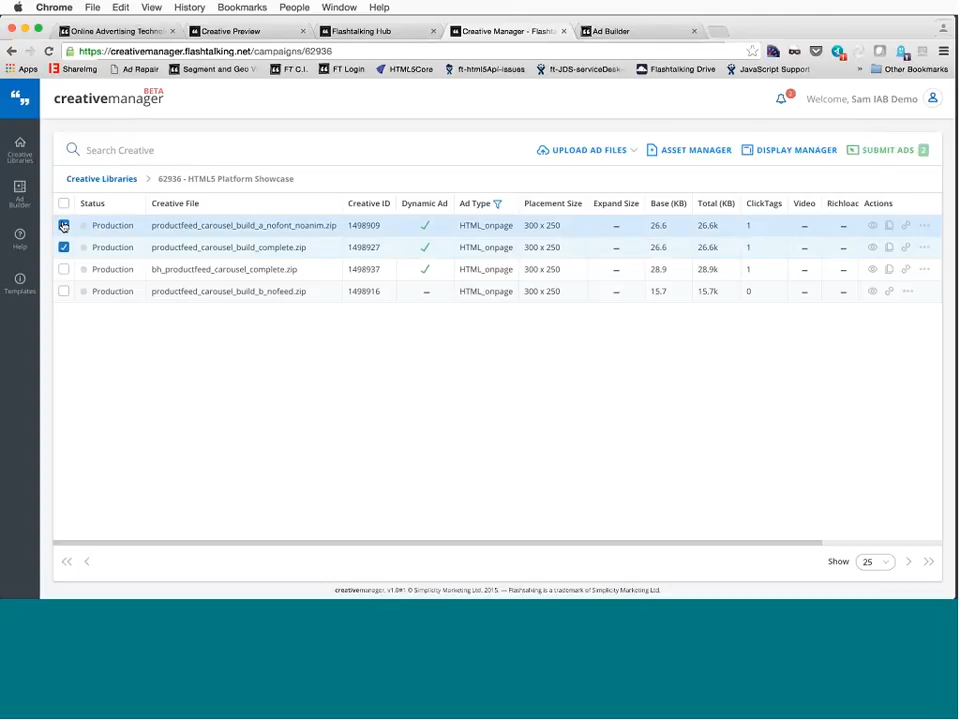 Chrome File Edit View History Bookmarks People Window Help
Online Advertising Techno Creative Preview Flashtalking Hub Creative Manager - Flashta Ad Builder
https://creativemanager.flashtalking.net/campaigns/62936
Apps ShareImg Ad Repair Segment and Geo V FT C.I. FT Login HTML5Core ft-html5Api-issues ft-JDS-serviceDesk Flashtalking Drive JavaScript Support » Other Bookmarks
creativemanager BETA
Welcome, Sam IAB Demo
Creative Libraries
Ad Builder
Help
Templates
Search Creative UPLOAD AD FILES ASSET MANAGER DISPLAY MANAGER SUBMIT ADS 2
Creative Libraries > 62936 - HTML5 Platform Showcase
Status Creative File Creative ID Dynamic Ad Ad Type Placement Size Expand Size Base (KB) Total (KB) ClickTags Video Richloac Actions
Production productfeed_carousel_build_a_nofont_noanim.zip 1498909 HTML_onpage 300 x 250 – 26.6 26.6k 1 – –
Production productfeed_carousel_build_complete.zip 1498927 HTML_onpage 300 x 250 – 26.6 26.6k 1 – –
Production bh_productfeed_carousel_complete.zip 1498937 HTML_onpage 300 x 250 – 28.9 28.9k 1 – –
Production productfeed_carousel_build_b_nofeed.zip 1498916 – HTML_onpage 300 x 250 – 15.7 15.7k 0 – –
Show 25
creativemanager, v1.8#1 © Simplicity Marketing Ltd, 2015. — Flashtalking is a trademark of Simplicity Marketing Ltd.